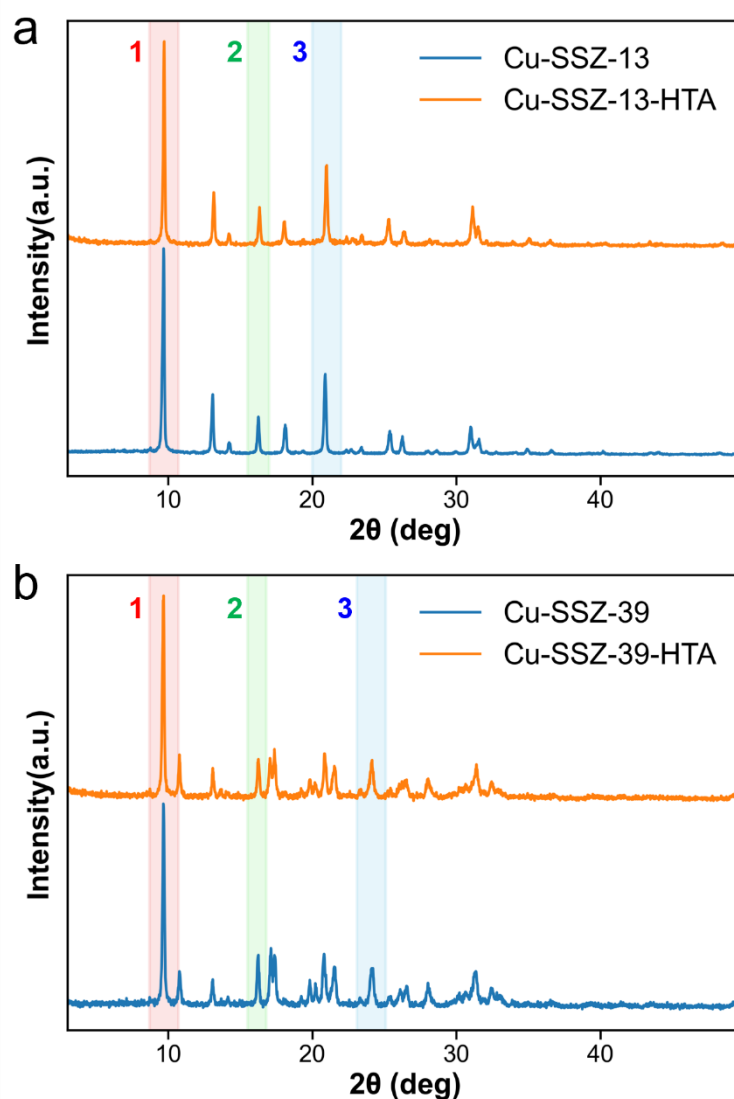 a
1 2 3
Cu-SSZ-13
Cu-SSZ-13-HTA
Intensity(a.u.)
10 20 30 40
2θ (deg)
b
1 2 3
Cu-SSZ-39
Cu-SSZ-39-HTA
Intensity(a.u.)
10 20 30 40
2θ (deg)